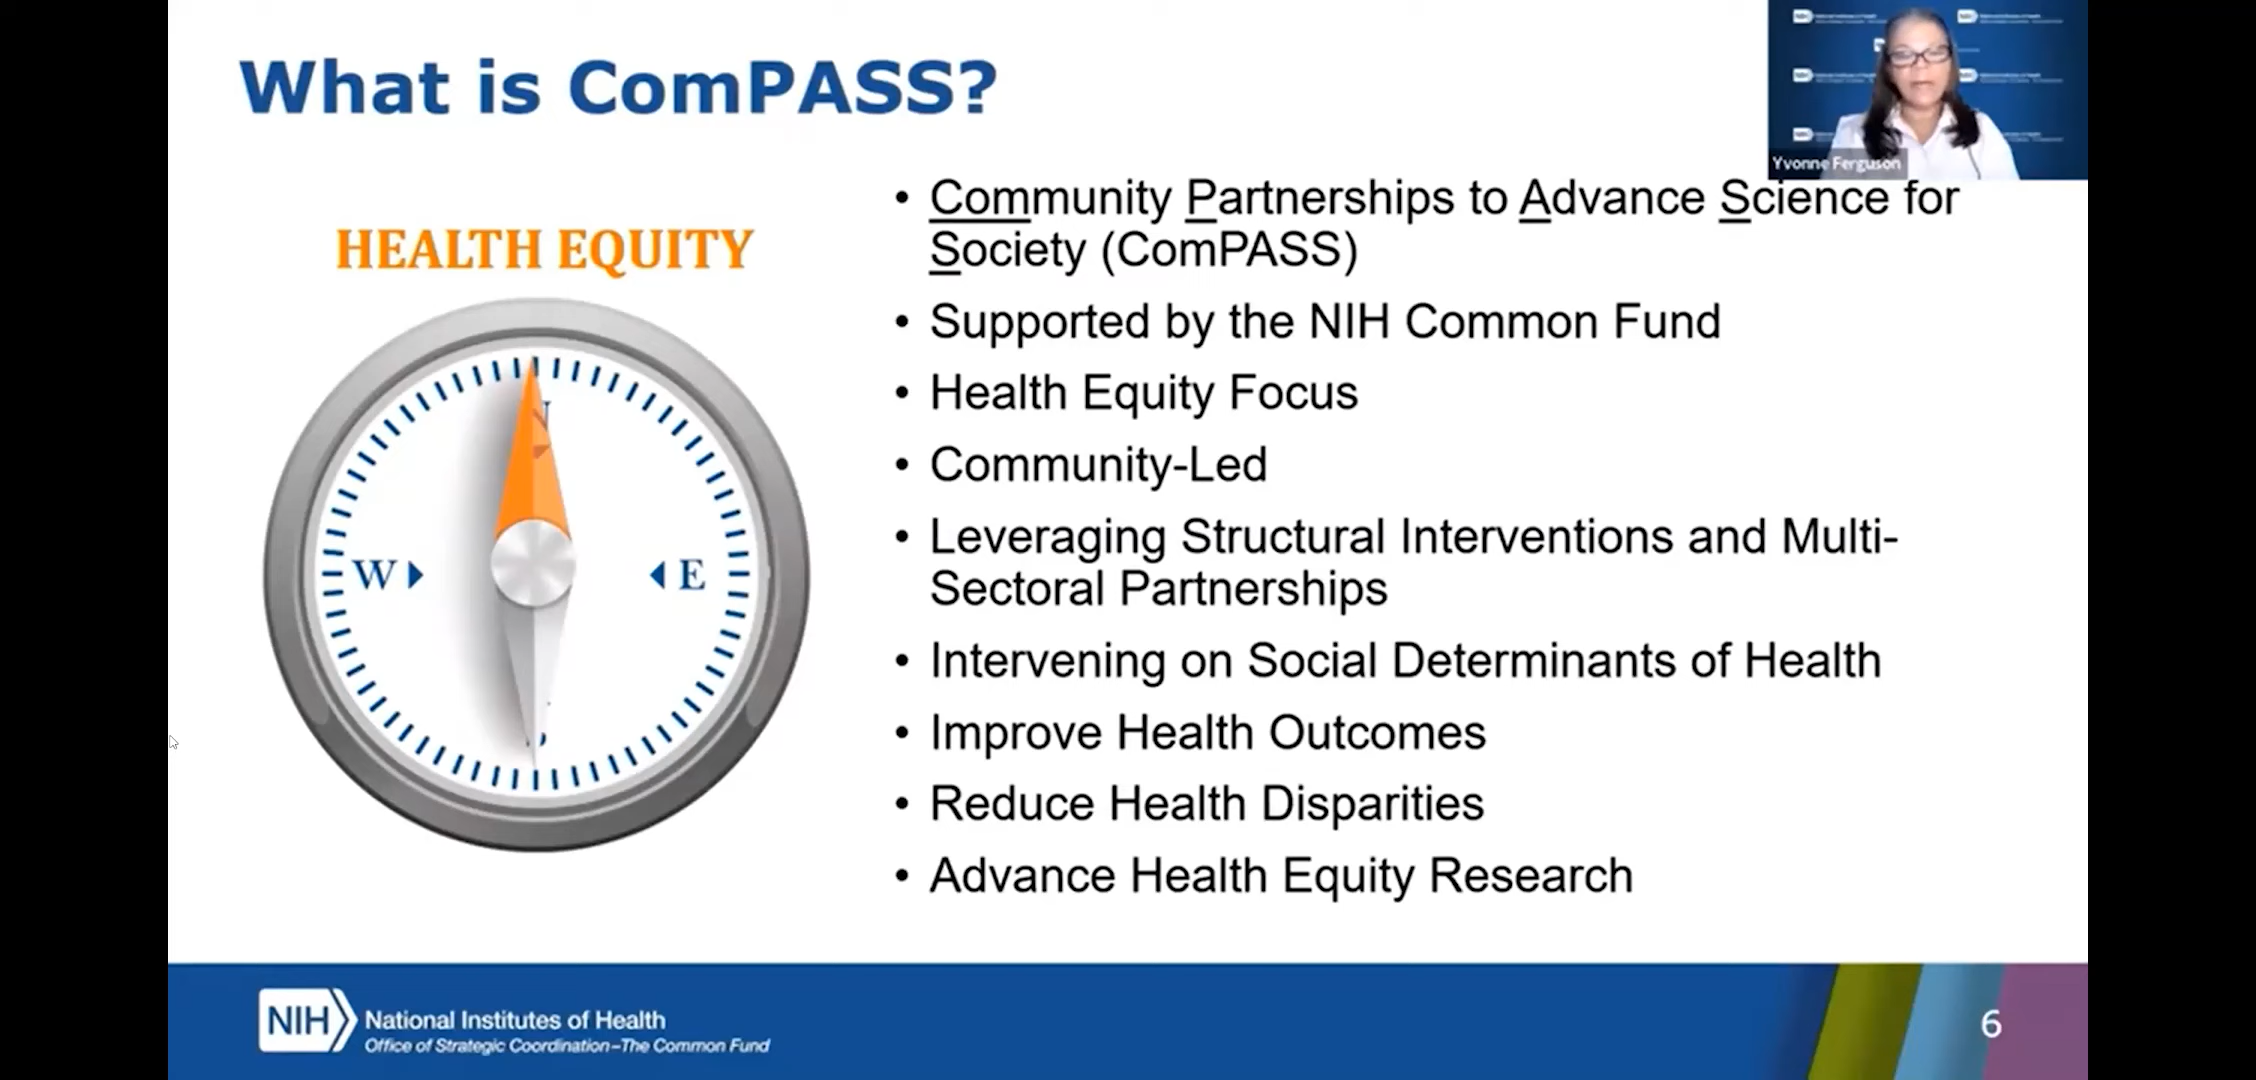 What is ComPASS?
Yvonne Ferguson
HEALTH EQUITY
N
W
E
• Community Partnerships to Advance Science for
Society (ComPASS)
• Supported by the NIH Common Fund
• Health Equity Focus
• Community-Led
• Leveraging Structural Interventions and Multi-
Sectoral Partnerships
• Intervening on Social Determinants of Health
• Improve Health Outcomes
• Reduce Health Disparities
• Advance Health Equity Research
NIH
National Institutes of Health
Office of Strategic Coordination–The Common Fund
6